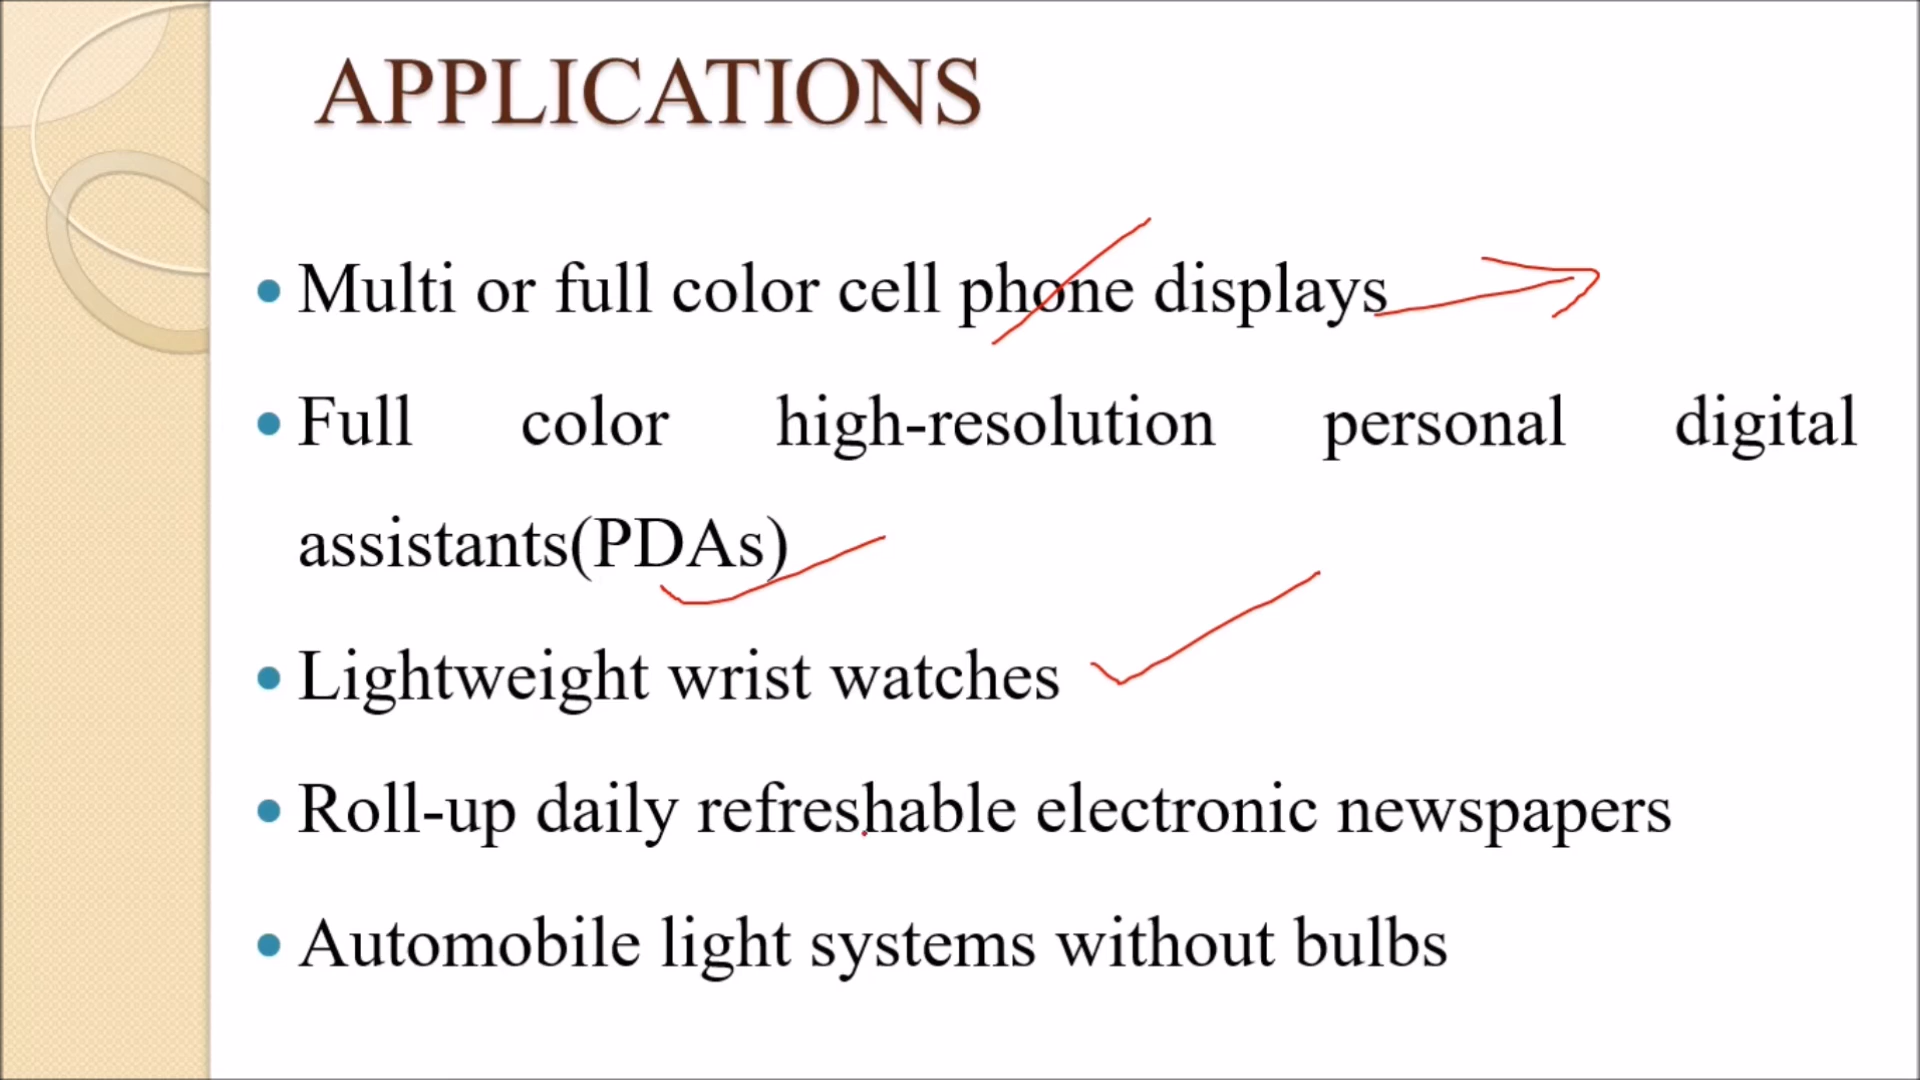 APPLICATIONS
• Multi or full color cell phone displays
• Full color high-resolution personal digital
assistants(PDAs)
• Lightweight wrist watches
• Roll-up daily refreshable electronic newspapers
• Automobile light systems without bulbs